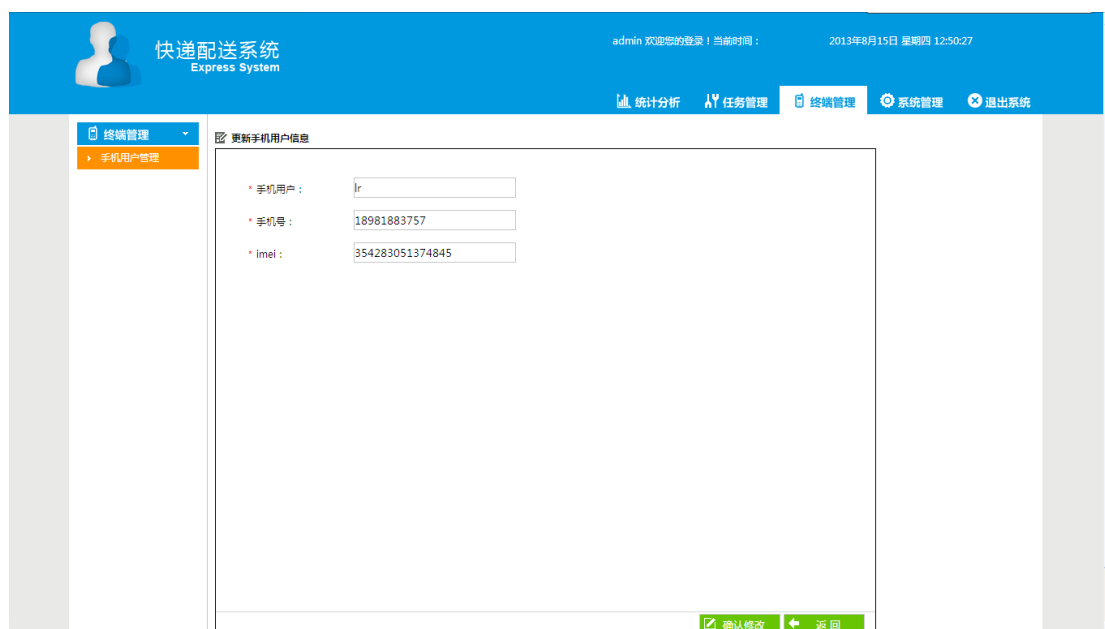 快递配送系统
Express System
admin 欢迎您的登录！当前时间： 2013年8月15日 星期四 12:50:27
统计分析 任务管理 终端管理 系统管理 退出系统
终端管理
手机用户管理
更新手机用户信息
* 手机用户： lr
* 手机号： 18981883757
* imei： 354283051374845
确认修改 返回